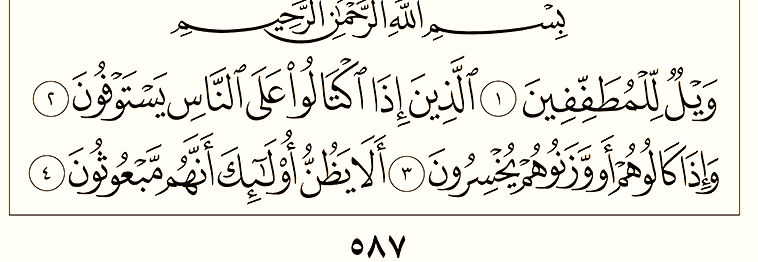 بِسْمِ ٱللَّهِ ٱلرَّحْمَٰنِ ٱلرَّحِيمِ
وَيْلٌ لِّلْمُطَفِّفِينَ ١ ٱلَّذِينَ إِذَا ٱكْتَالُوا۟ عَلَى ٱلنَّاسِ يَسْتَوْفُونَ ٢
وَإِذَا كَالُوهُمْ أَو وَّزَنُوهُمْ يُخْسِرُونَ ٣ أَلَا يَظُنُّ أُو۟لَٰٓئِكَ أَنَّهُم مَّبْعُوثُونَ ٤
٥٨٧